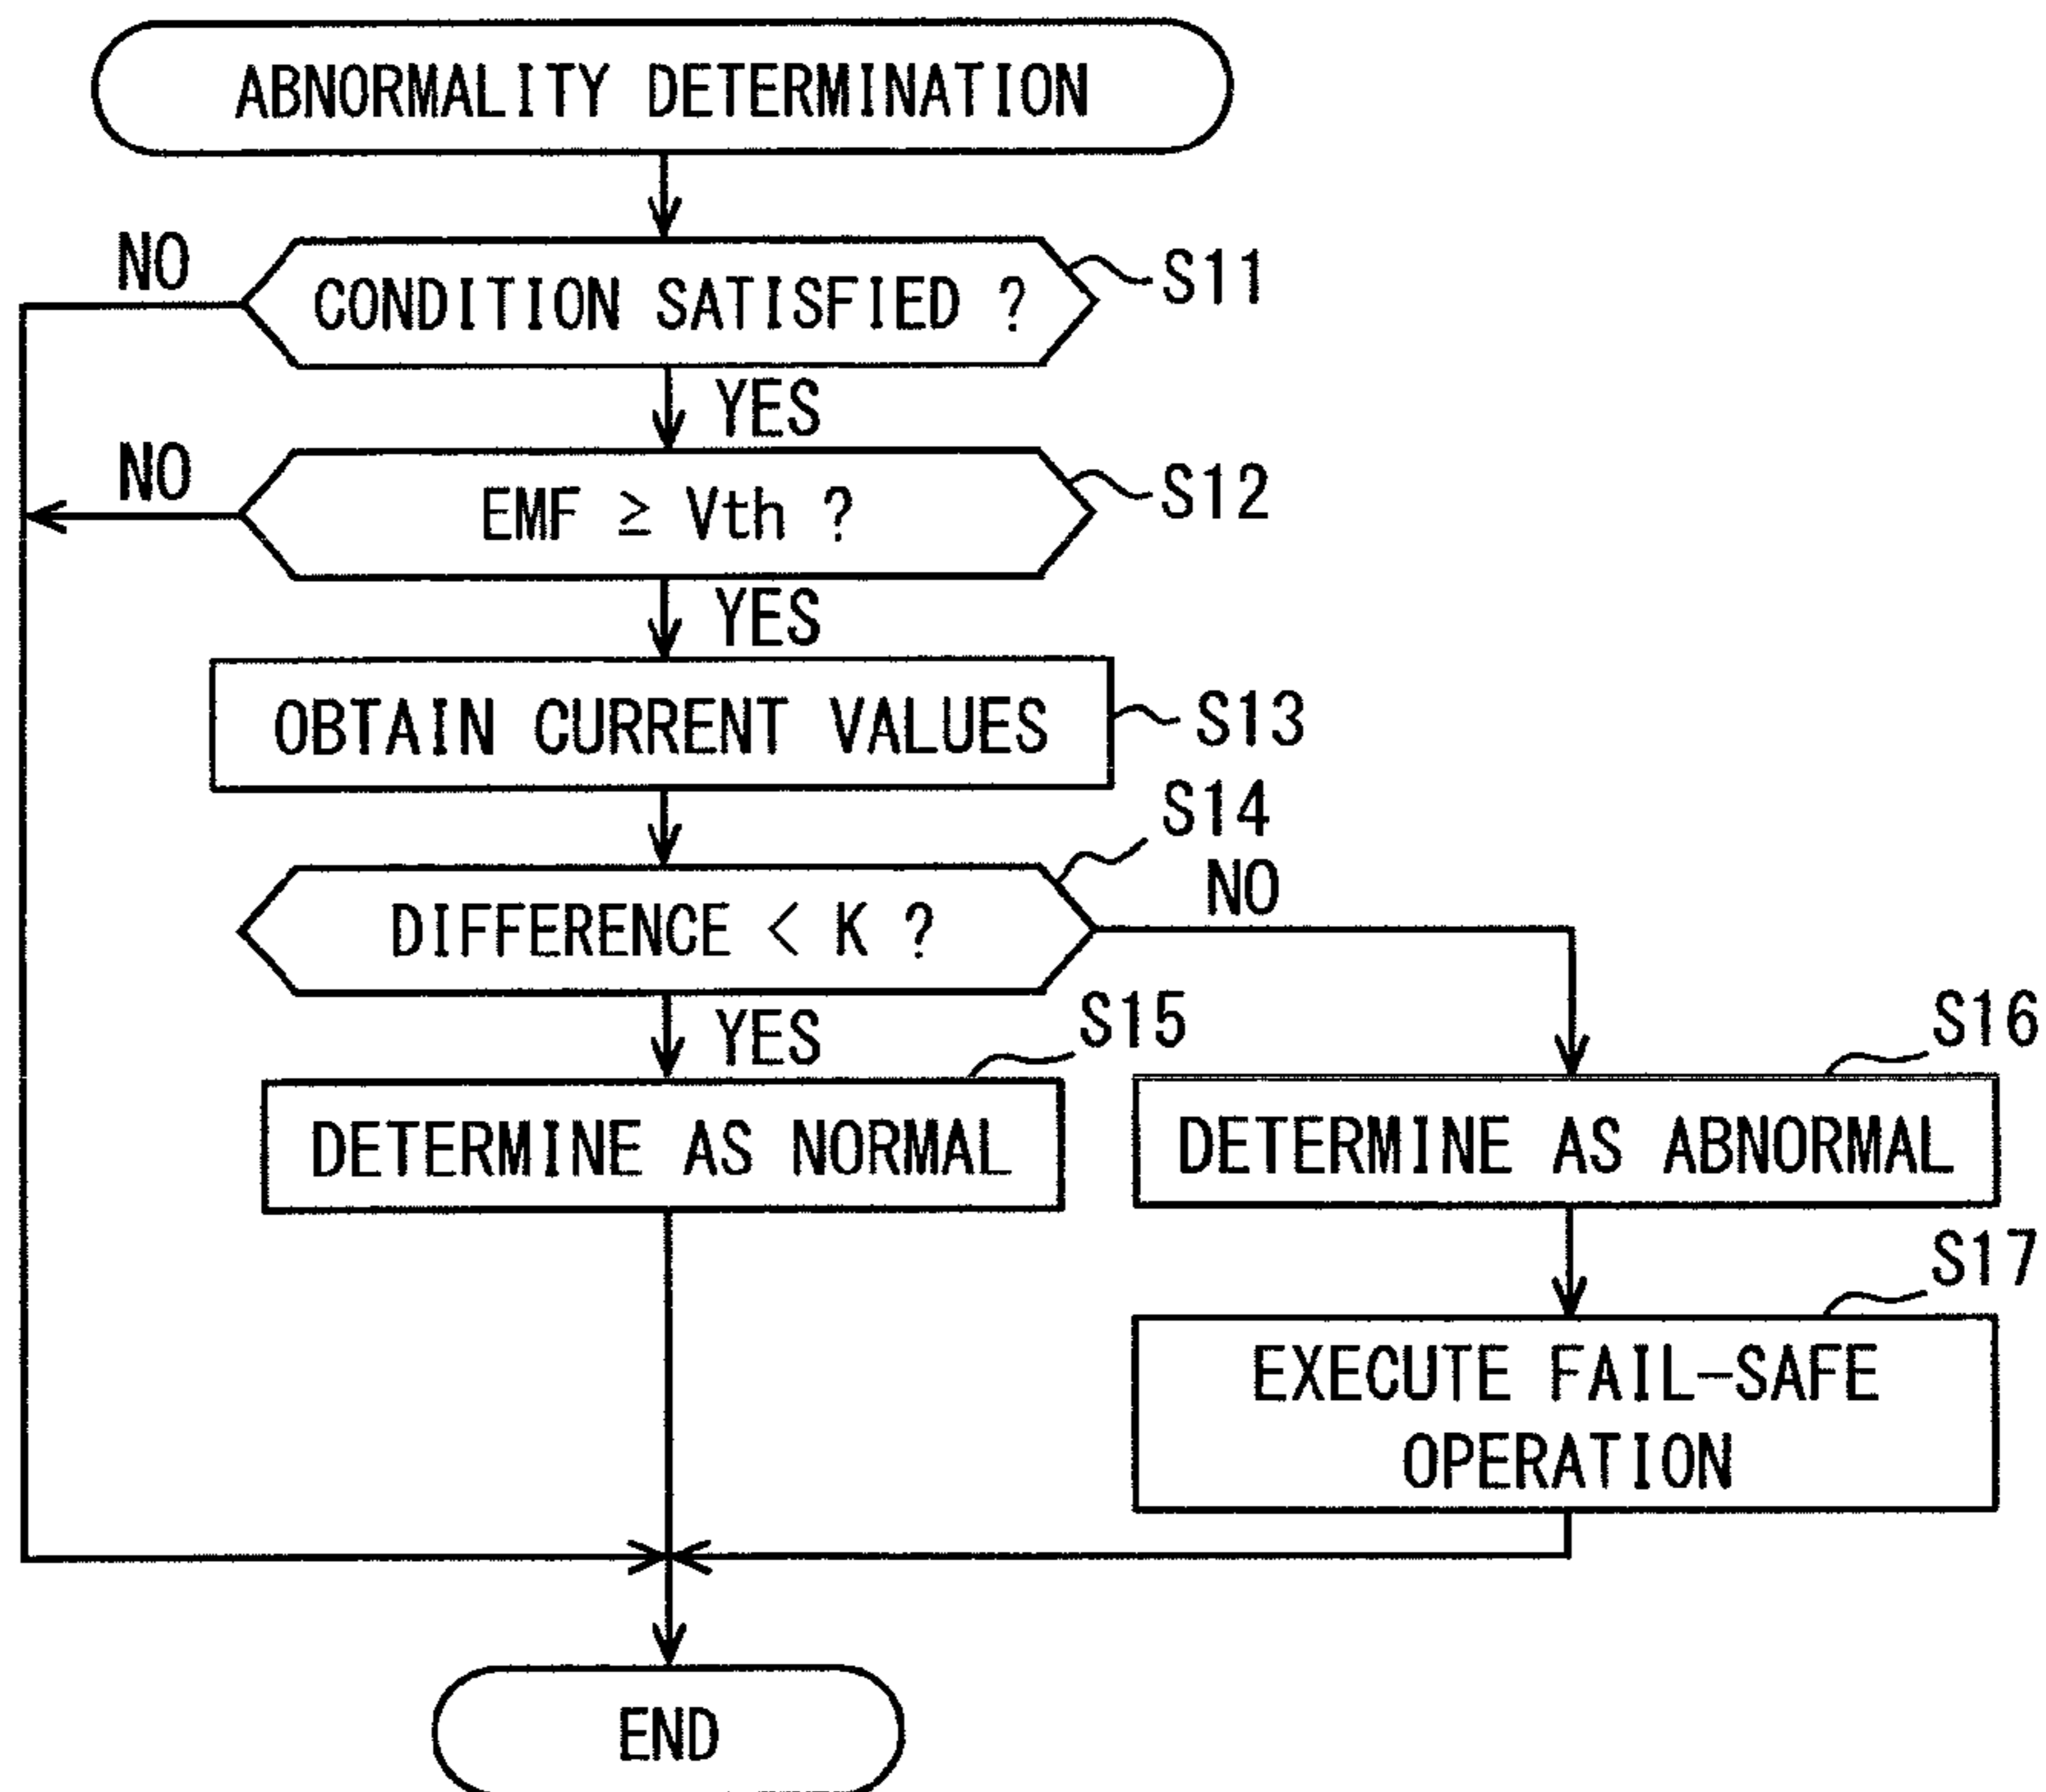 ABNORMALITY DETERMINATION
NO
CONDITION SATISFIED ?
S11
YES
NO
EMF ≥ Vth ?
S12
YES
OBTAIN CURRENT VALUES
S13
S14
DIFFERENCE < K ?
NO
YES
S15
S16
DETERMINE AS NORMAL
DETERMINE AS ABNORMAL
S17
EXECUTE FAIL-SAFE
OPERATION
END